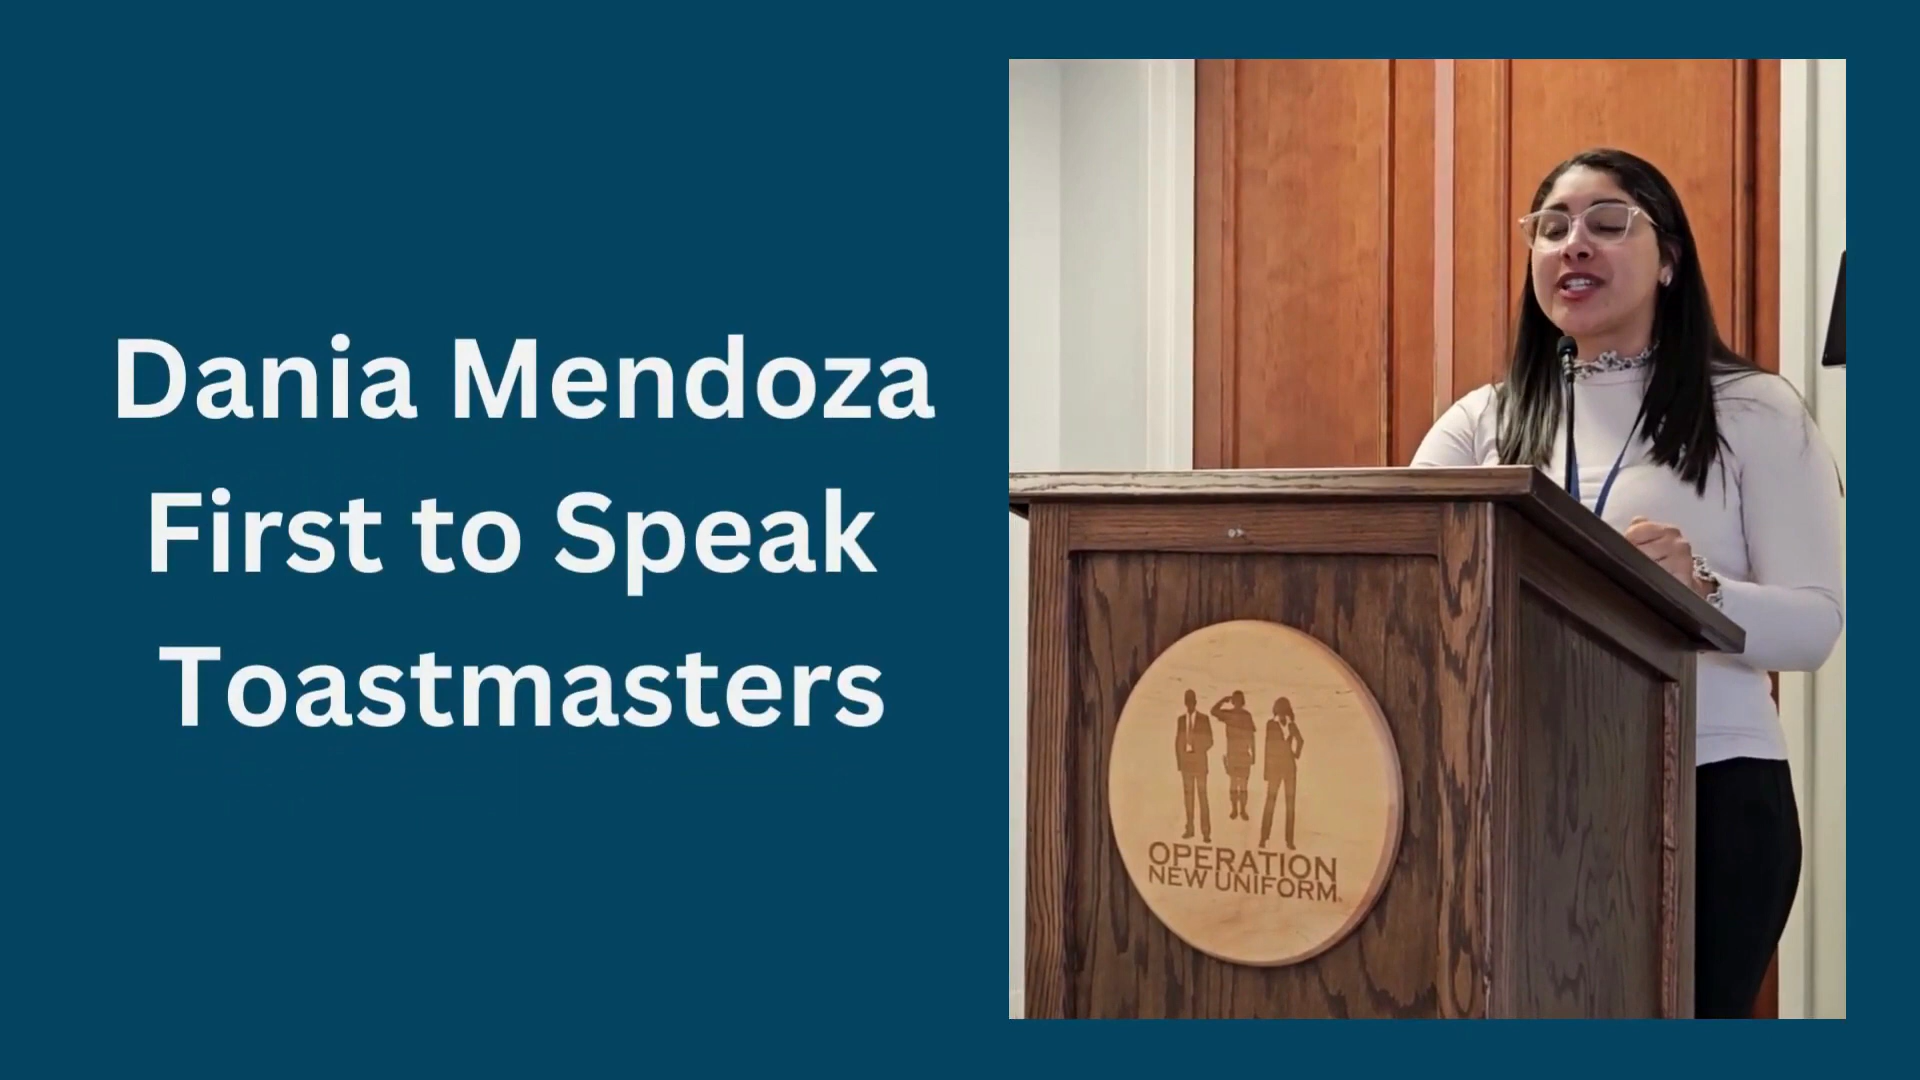 Dania Mendoza
First to Speak
Toastmasters
OPERATION
NEW UNIFORM